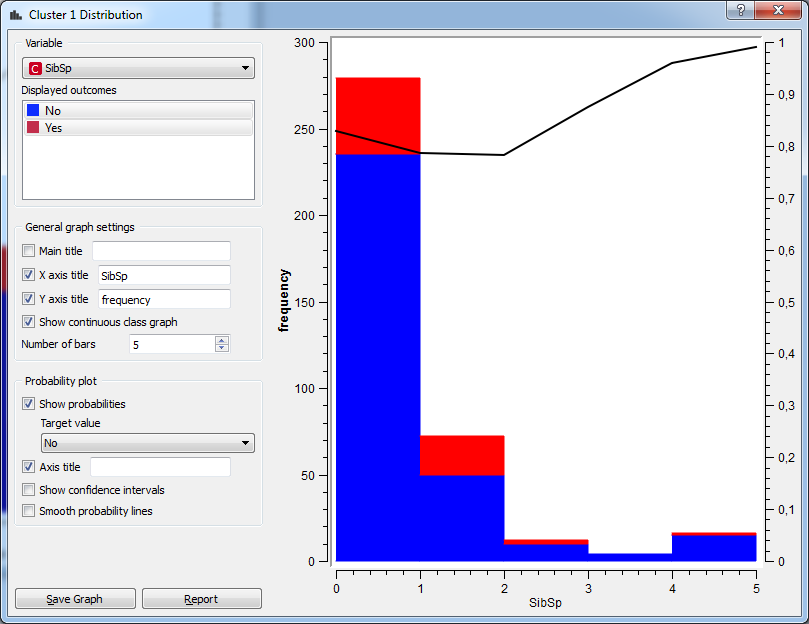 Cluster 1 Distribution
?
Variable
C SibSp
Displayed outcomes
No
Yes
General graph settings
Main title
X axis title SibSp
Y axis title frequency
Show continuous class graph
Number of bars 5
Probability plot
Show probabilities
Target value
No
Axis title
Show confidence intervals
Smooth probability lines
Save Graph Report
frequency
300
250
200
150
100
50
0
0 1 2 3 4 5
SibSp
1
0,9
0,8
0,7
0,6
0,5
0,4
0,3
0,2
0,1
0